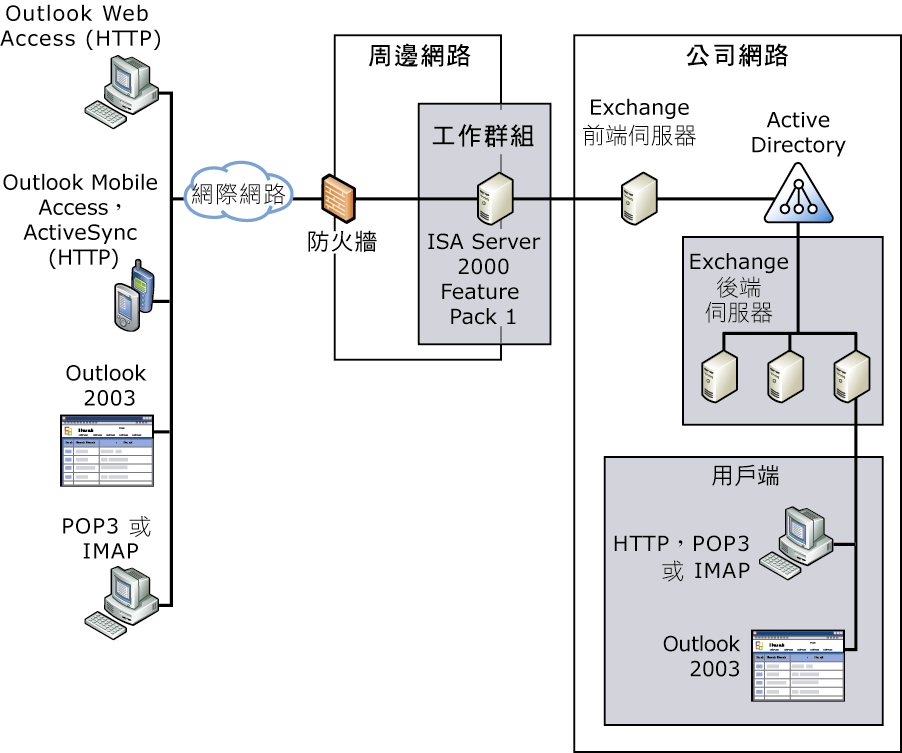 Outlook Web
Access (HTTP)
Outlook Mobile
Access，
ActiveSync
(HTTP)
Outlook
2003
POP3 或
IMAP
網際網路
防火牆
周邊網路
工作群組
ISA Server
2000
Feature
Pack 1
公司網路
Exchange
前端伺服器
Active
Directory
Exchange
後端
伺服器
用戶端
HTTP，POP3
或 IMAP
Outlook
2003